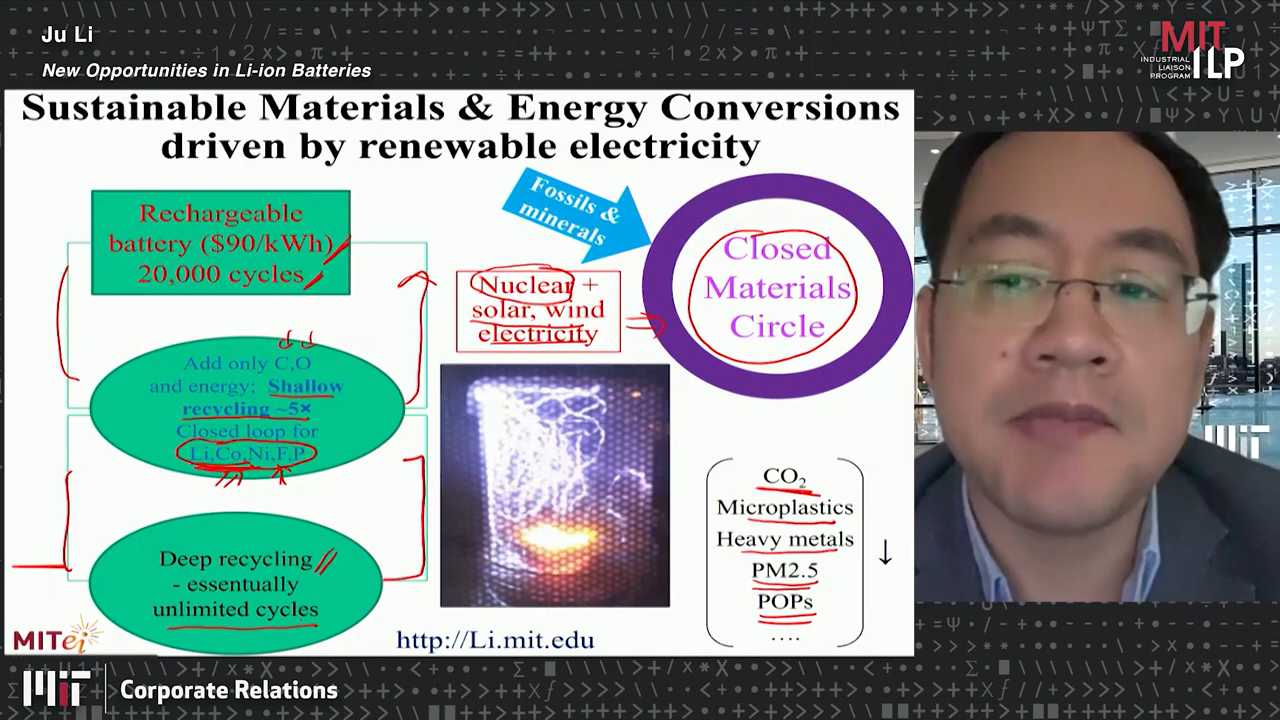 Ju Li
New Opportunities in Li-ion Batteries
MIT
INDUSTRIAL
LIAISON
PROGRAM
ILP
Sustainable Materials & Energy Conversions
driven by renewable electricity
Rechargeable
battery ($90/kWh)
20,000 cycles
Add only C,O
and energy; Shallow
recycling ~5×
Closed loop for
Li,Co,Ni,F,P
Deep recycling
- essentually
unlimited cycles
Fossils &
minerals
Nuclear +
solar, wind
electricity
Closed
Materials
Circle
CO₂
Microplastics
Heavy metals
PM2.5
POPs
....
↓
MITei
http://Li.mit.edu
MIT
MIT
Corporate Relations